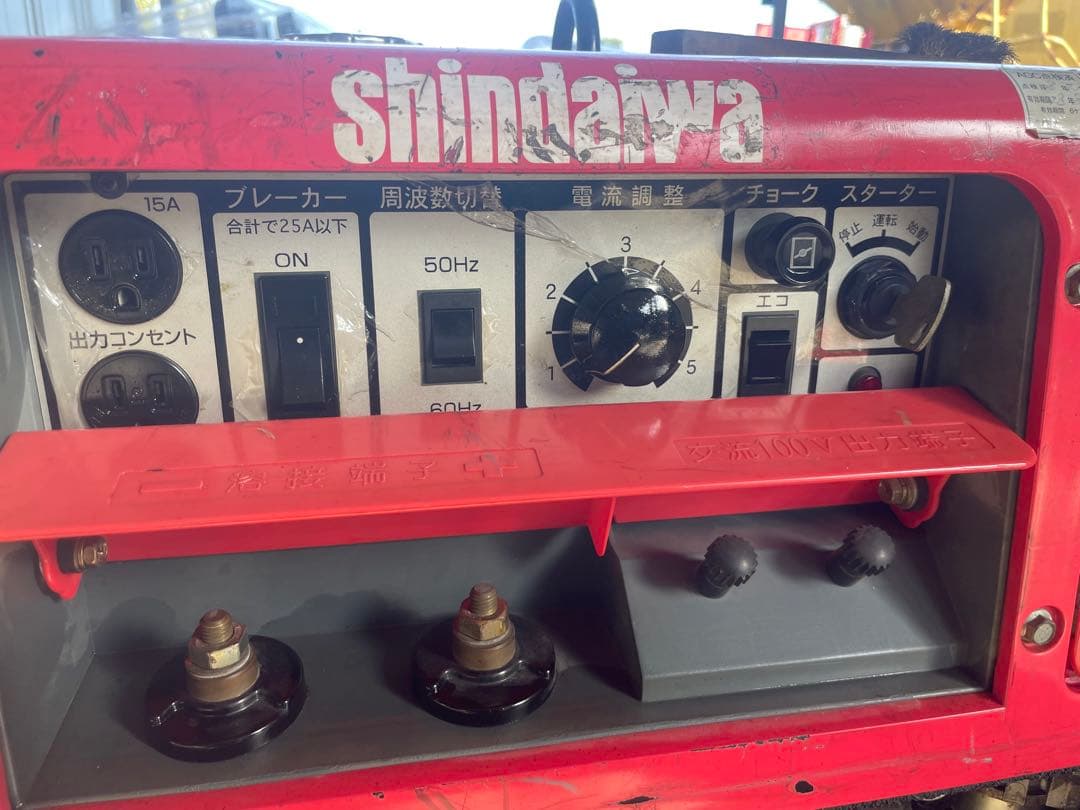 shindaiwa
ブレーカー
周波数切替
電流調整
チョーク
スターター
15A
合計で25A以下
ON
50Hz
60Hz
1
2
3
4
5
エコ
停止
運転
始動
出力コンセント
− 溶接端子 +
交流100V出力端子